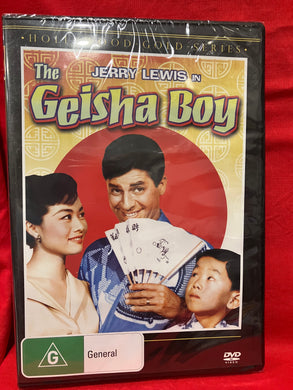 HOLLYWOOD GOLD SERIES
JERRY LEWIS IN
The
Geisha Boy
G
General
DVD
VIDEO